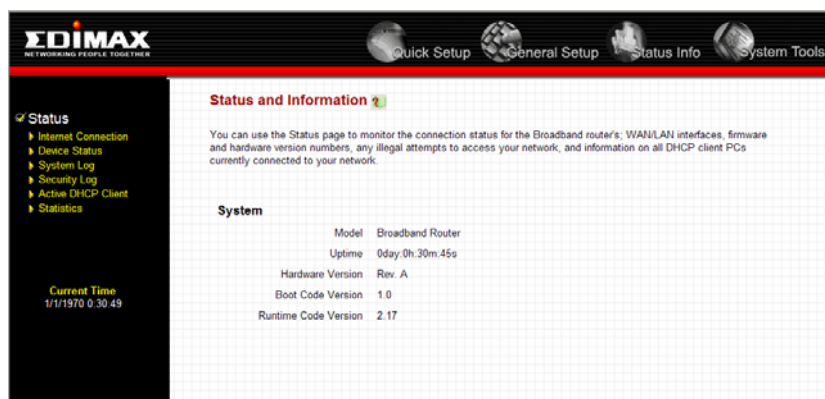 EDIMAX
NETWORKING PEOPLE TOGETHER
Quick Setup
General Setup
Status Info
System Tools
Status
Internet Connection
Device Status
System Log
Security Log
Active DHCP Client
Statistics
Current Time
1/1/1970 0:30:49
Status and Information
You can use the Status page to monitor the connection status for the Broadband router's; WAN/LAN interfaces, firmware
and hardware version numbers, any illegal attempts to access your network, and information on all DHCP client PCs
currently connected to your network.
System
Model Broadband Router
Uptime 0day:0h:30m:45s
Hardware Version Rev. A
Boot Code Version 1.0
Runtime Code Version 2.17